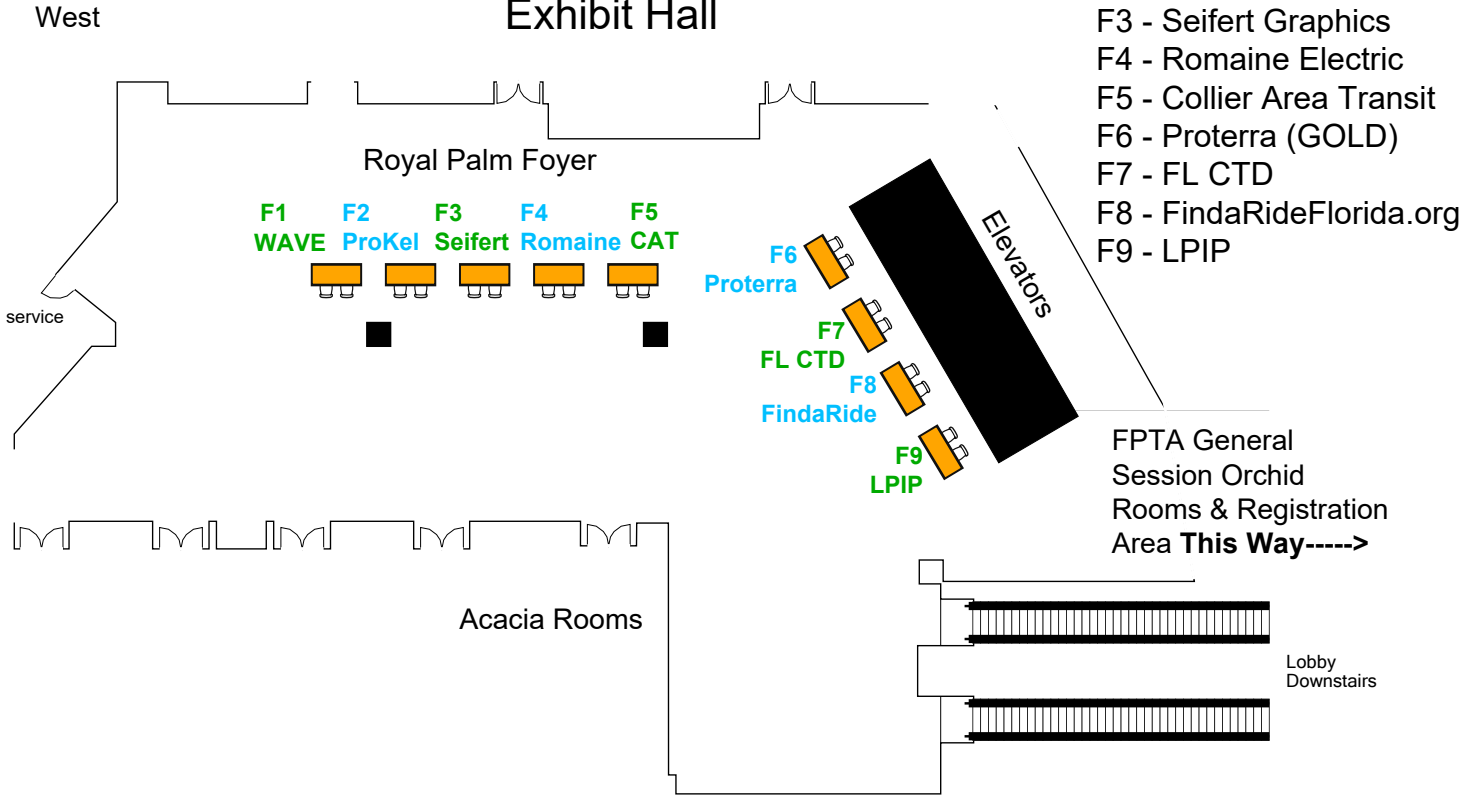 West
Exhibit Hall
F3 - Seifert Graphics
F4 - Romaine Electric
F5 - Collier Area Transit
F6 - Proterra (GOLD)
F7 - FL CTD
F8 - FindaRideFlorida.org
F9 - LPIP
Royal Palm Foyer
F1
WAVE
F2
ProKel
F3
Seifert
F4
Romaine
F5
CAT
F6
Proterra
F7
FL CTD
F8
FindaRide
F9
LPIP
Elevators
service
FPTA General
Session Orchid
Rooms & Registration
Area This Way----->
Acacia Rooms
Lobby
Downstairs